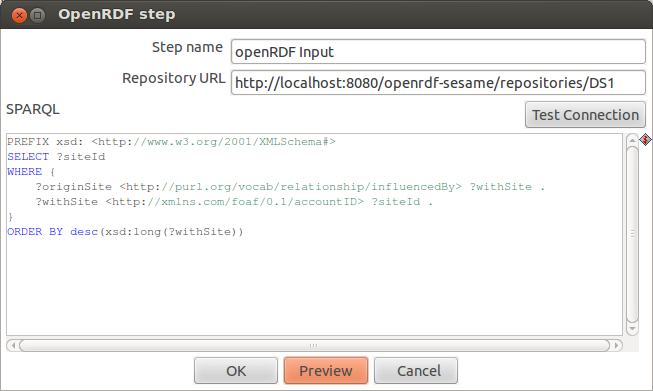 OpenRDF step
Step name openRDF Input
Repository URL http://localhost:8080/openrdf-sesame/repositories/DS1
SPARQL Test Connection
PREFIX xsd: <http://www.w3.org/2001/XMLSchema#>
SELECT ?siteId
WHERE {
    ?originSite <http://purl.org/vocab/relationship/influencedBy> ?withSite .
    ?withSite <http://xmlns.com/foaf/0.1/accountID> ?siteId .
}
ORDER BY desc(xsd:long(?withSite))
OK Preview Cancel